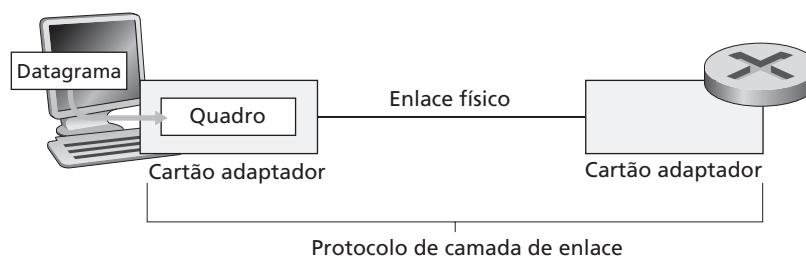 Datagrama
Quadro
Enlace físico
Cartão adaptador
Cartão adaptador
Protocolo de camada de enlace